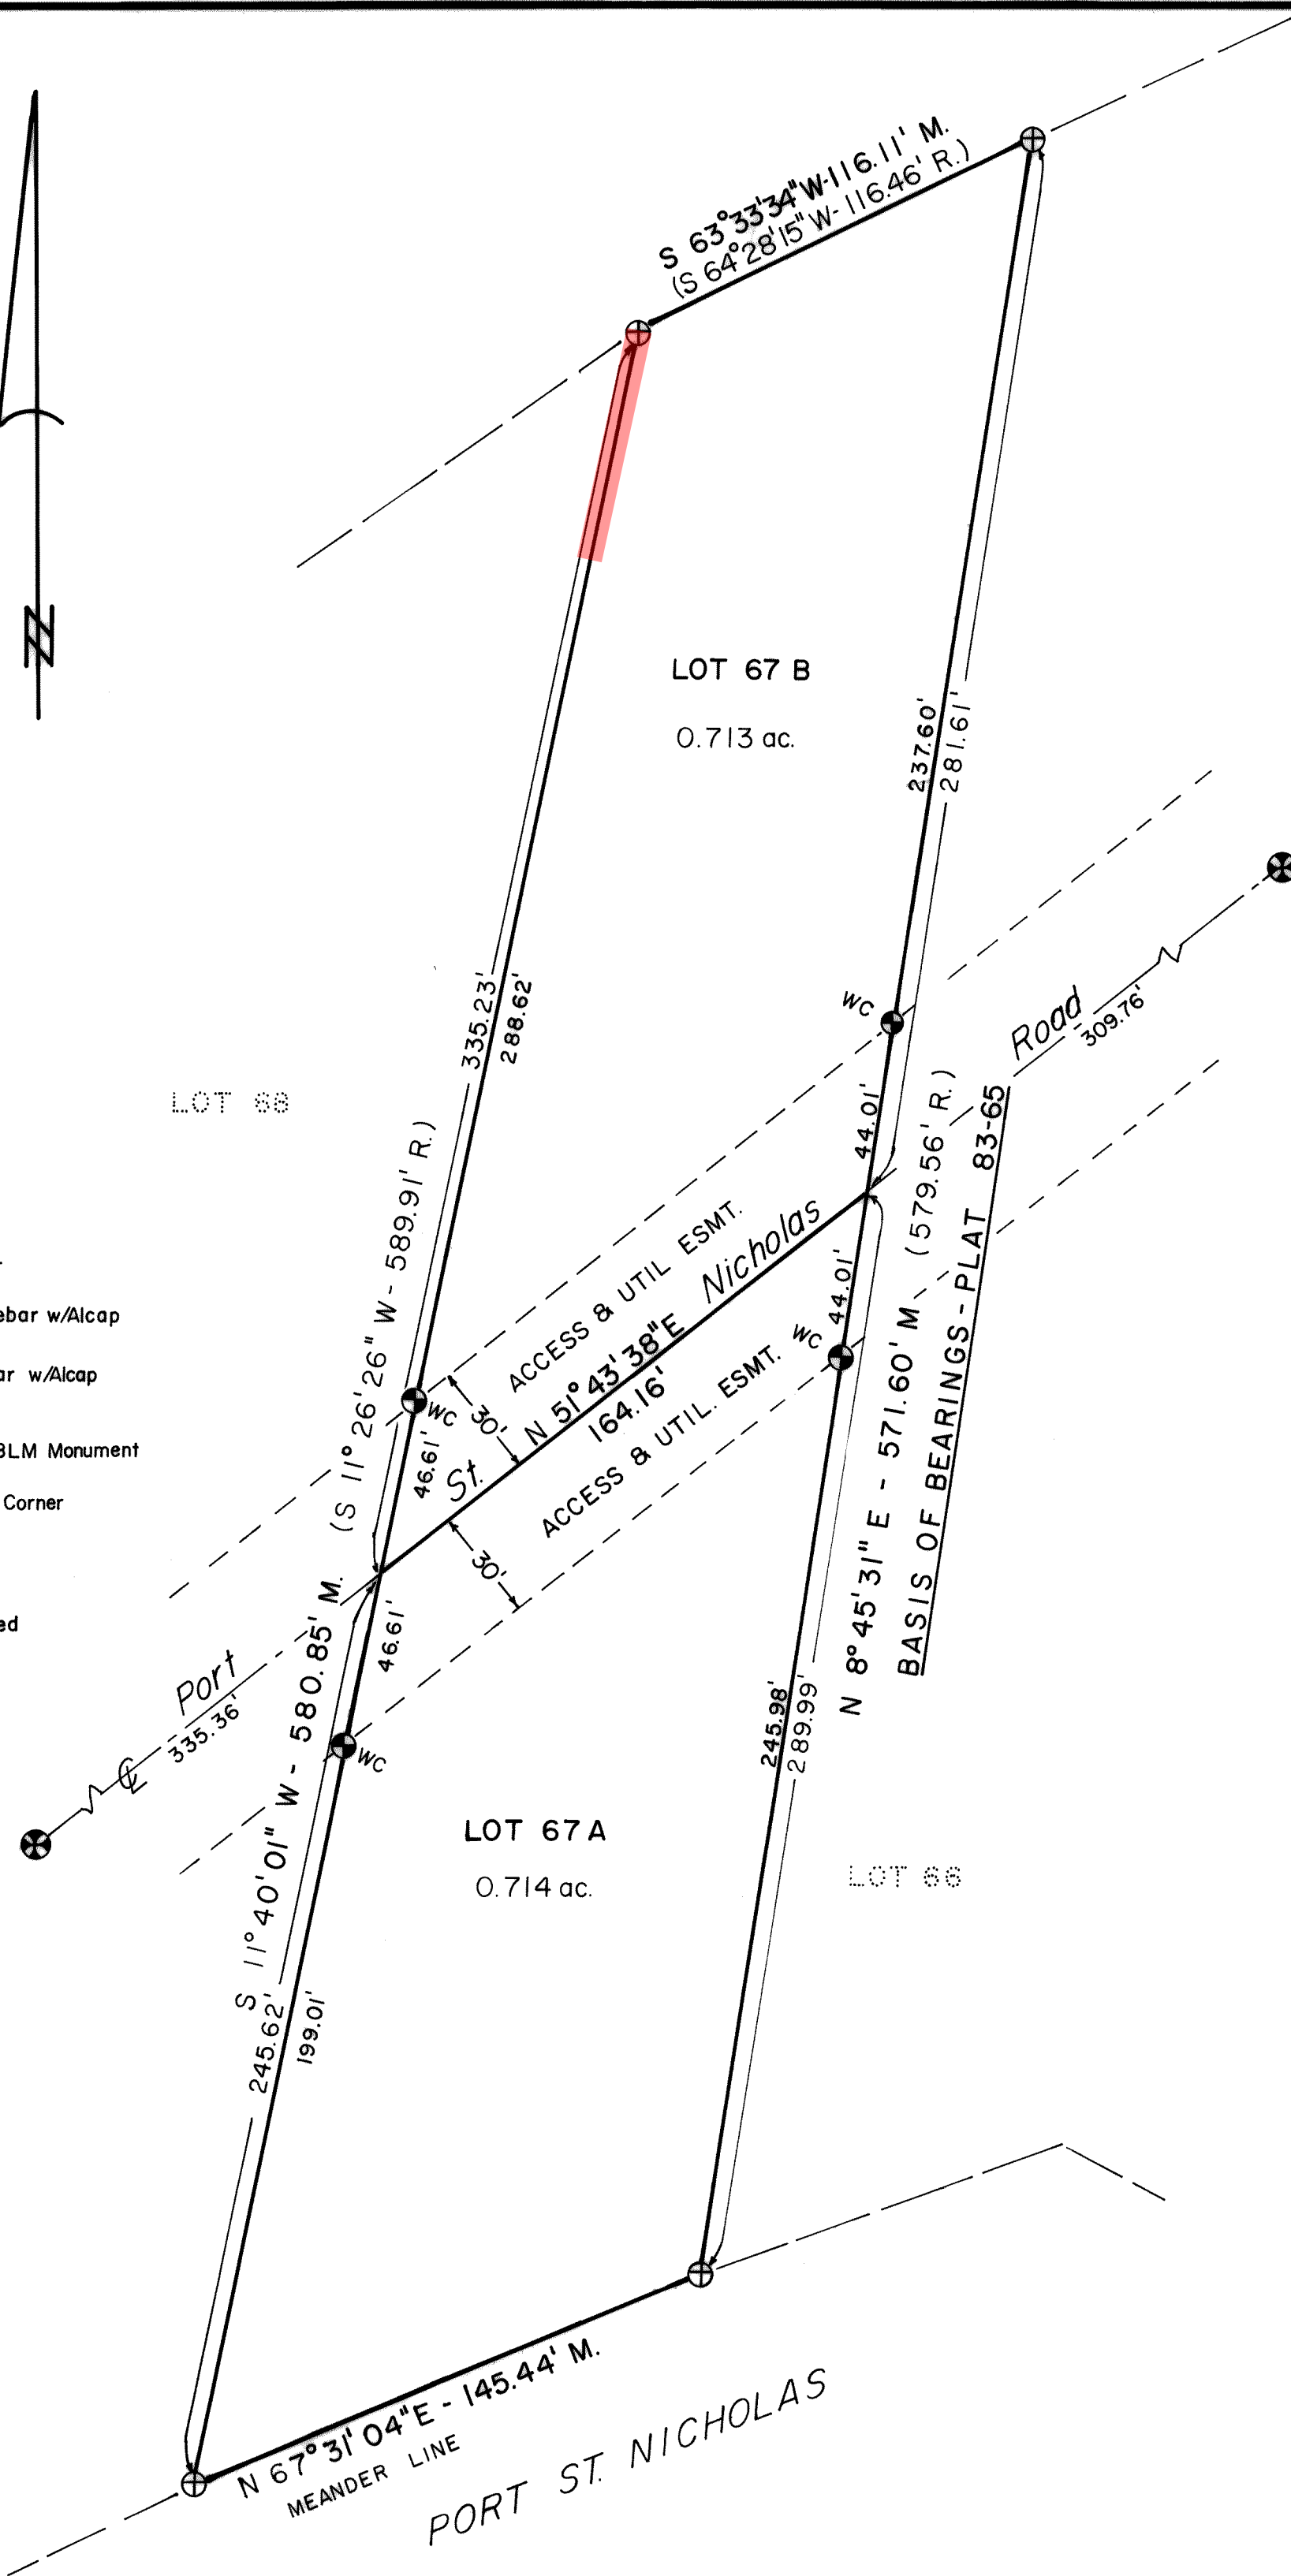 S 63°33'34"W-116.11' M.
(S 64°28'15"W-116.46' R.)
N
LOT 67 B
0.713 ac.
237.60'
281.61'
335.23'
288.62'
WC
Road
309.76'
LOT 68
44.01'
(S 11°26'26" W - 589.91' R.)
S 11°40'01" W - 580.85' M.
ACCESS & UTIL ESMT.
Port St. Nicholas
N 51°43'38"E
164.16'
ACCESS & UTIL. ESMT.
30'
30'
WC
46.61'
44.01'
WC
N 8°45'31" E - 571.60' M (579.56' R.)
BASIS OF BEARINGS - PLAT 83-65
ebar w/Alcap
ar w/Alcap
BLM Monument
Corner
ed
46.61'
335.36'
WC
245.98'
289.99'
LOT 67A
0.714 ac.
LOT 66
245.62'
199.01'
N 67°31'04"E - 145.44' M.
MEANDER LINE
PORT ST. NICHOLAS